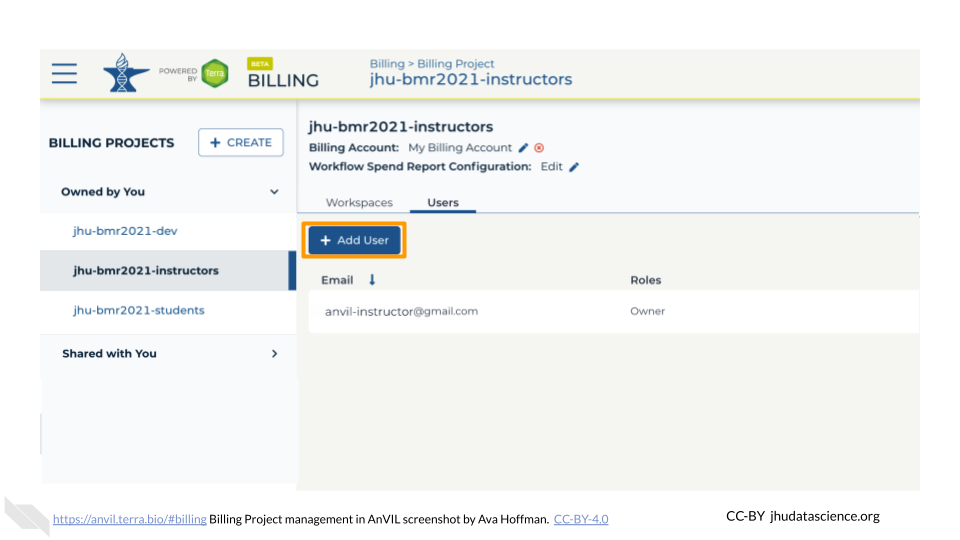 POWERED
BY
Terra
BETA
BILLING
Billing > Billing Project
jhu-bmr2021-instructors
BILLING PROJECTS
+ CREATE
Owned by You
jhu-bmr2021-dev
jhu-bmr2021-instructors
jhu-bmr2021-students
Shared with You
jhu-bmr2021-instructors
Billing Account: My Billing Account
Workflow Spend Report Configuration: Edit
Workspaces Users
+ Add User
Email Roles
anvil-instructor@gmail.com Owner
https://anvil.terra.bio/#billing Billing Project management in AnVIL screenshot by Ava Hoffman. CC-BY-4.0
CC-BY jhudatascience.org